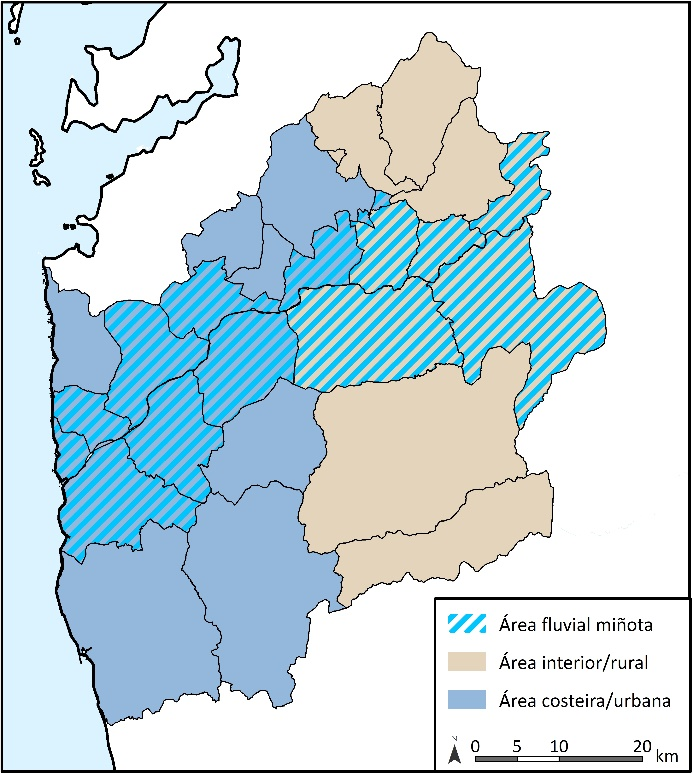 Área fluvial miñota
Área interior/rural
Área costeira/urbana
N
0 5 10 20 km